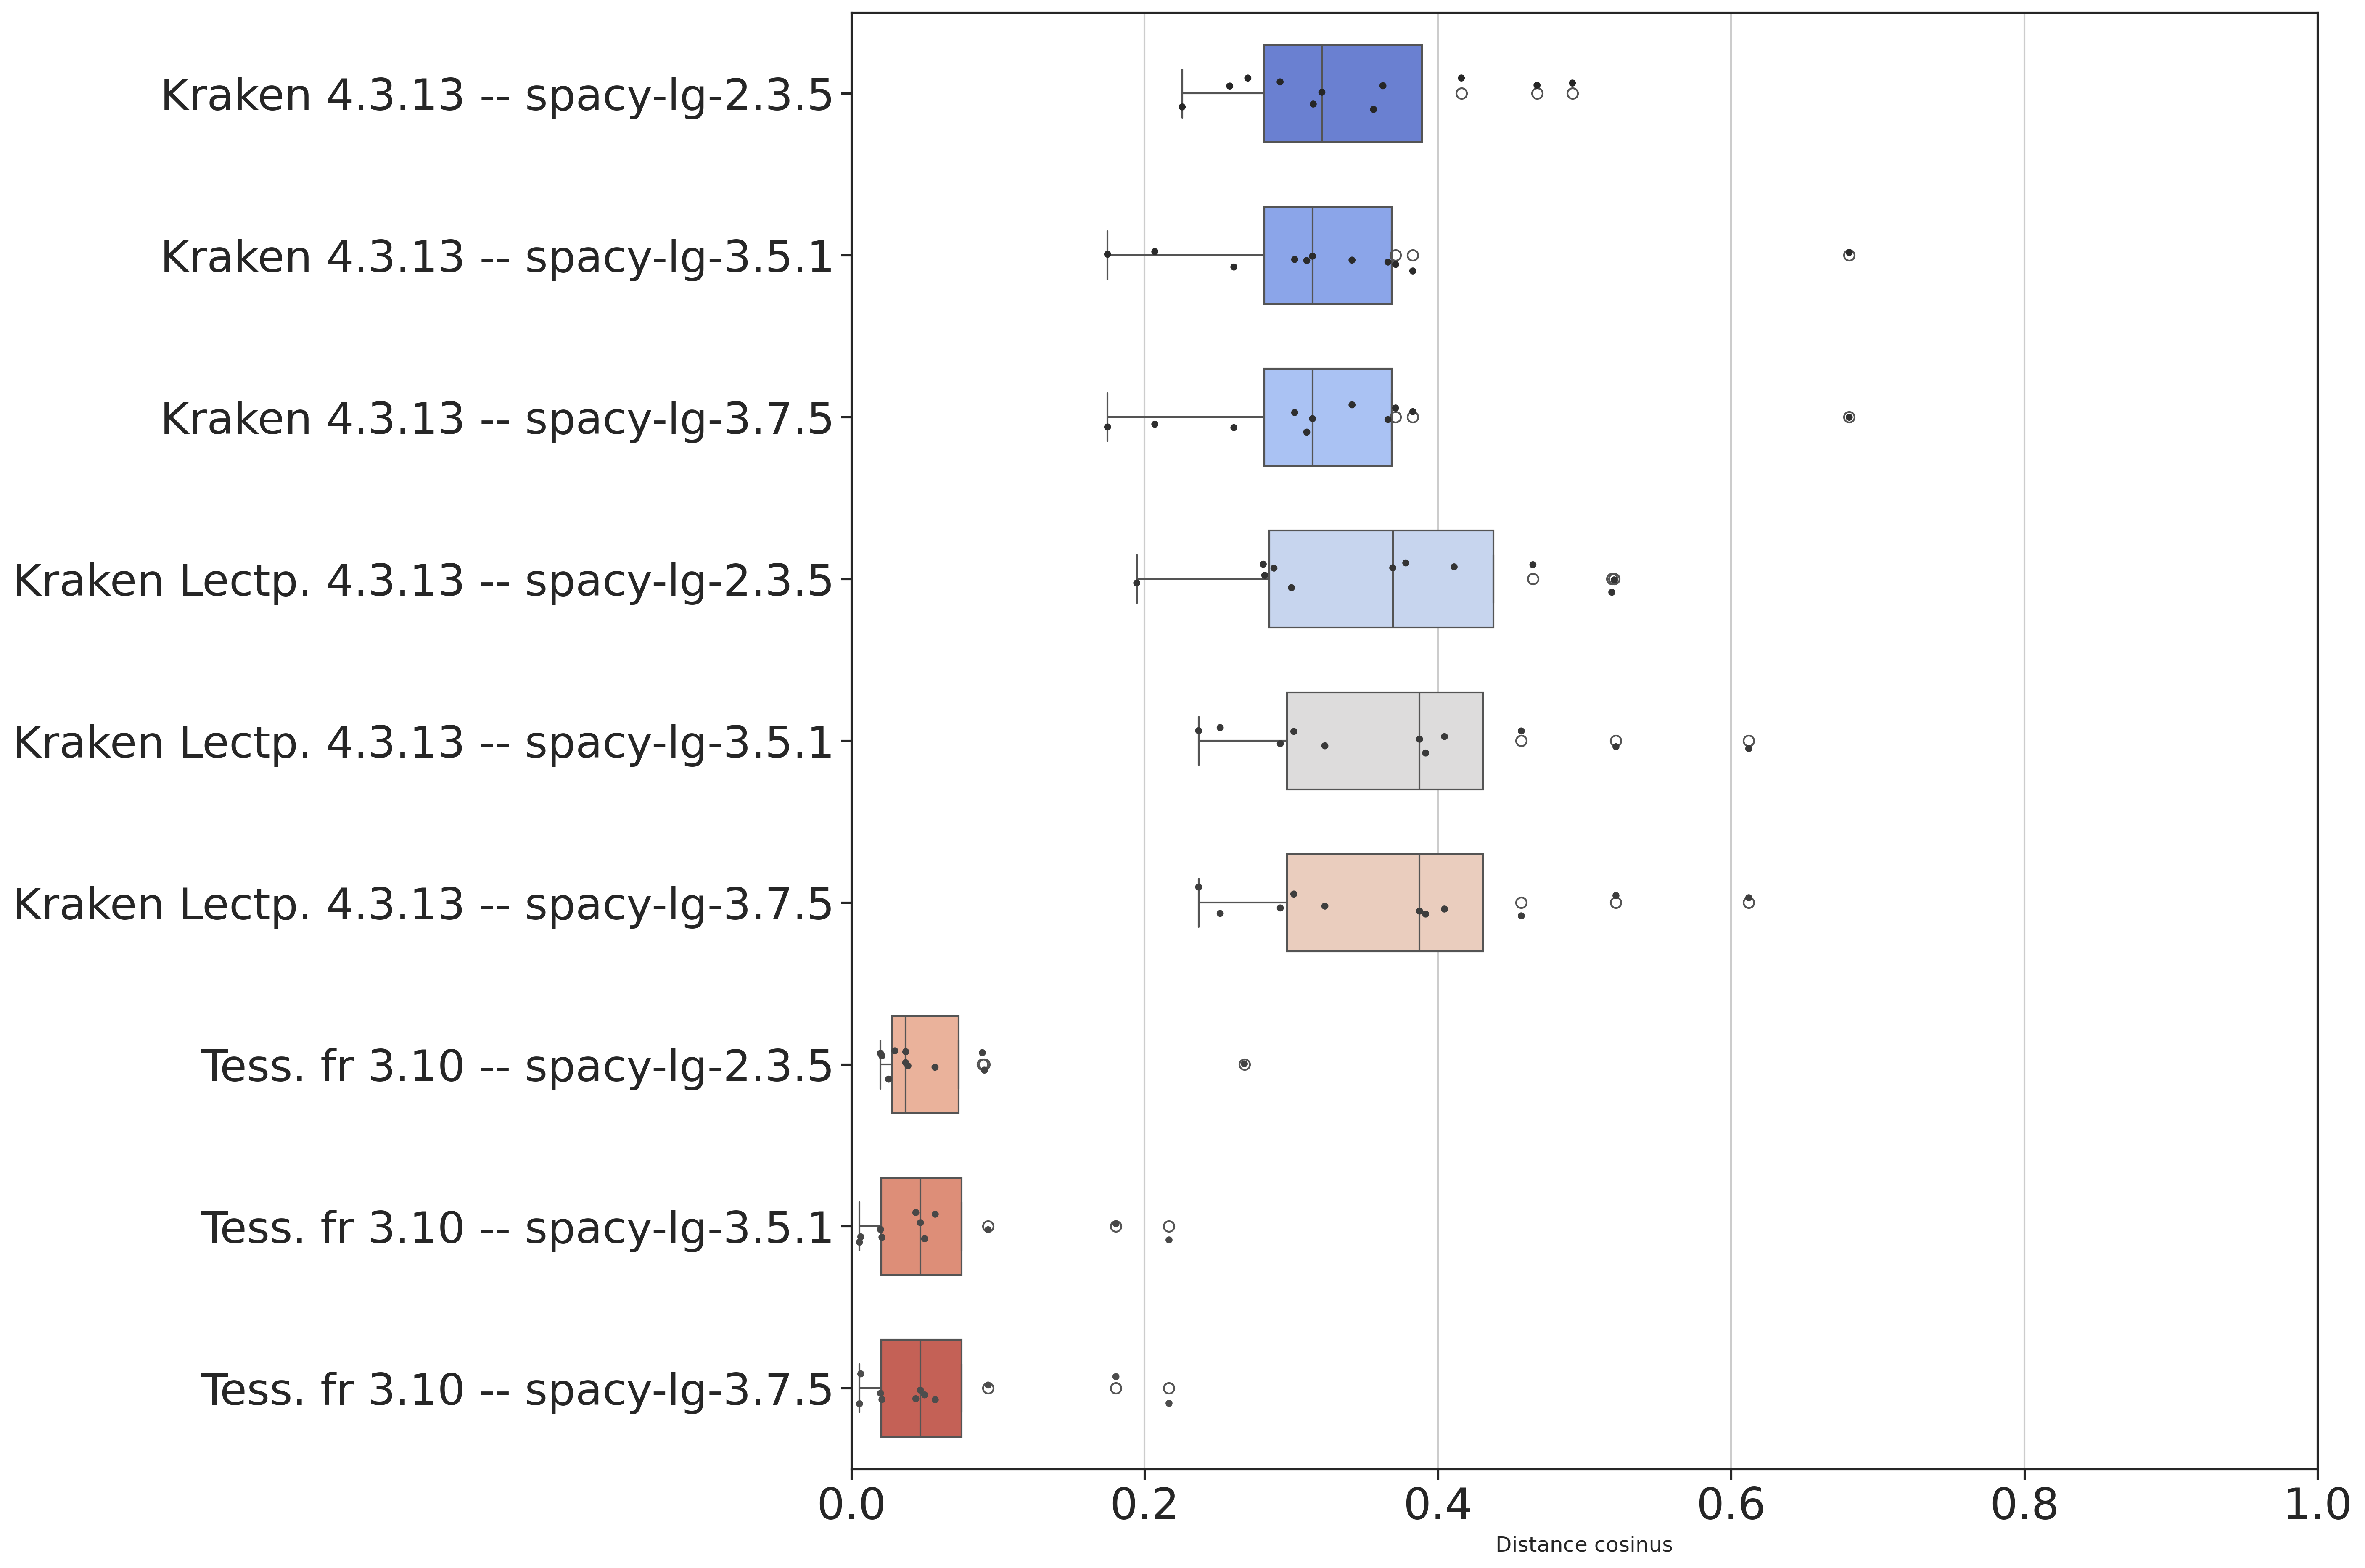 Kraken 4.3.13 -- spacy-lg-2.3.5
Kraken 4.3.13 -- spacy-lg-3.5.1
Kraken 4.3.13 -- spacy-lg-3.7.5
Kraken Lectp. 4.3.13 -- spacy-lg-2.3.5
Kraken Lectp. 4.3.13 -- spacy-lg-3.5.1
Kraken Lectp. 4.3.13 -- spacy-lg-3.7.5
Tess. fr 3.10 -- spacy-lg-2.3.5
Tess. fr 3.10 -- spacy-lg-3.5.1
Tess. fr 3.10 -- spacy-lg-3.7.5
0.0 0.2 0.4 0.6 0.8 1.0
Distance cosinus